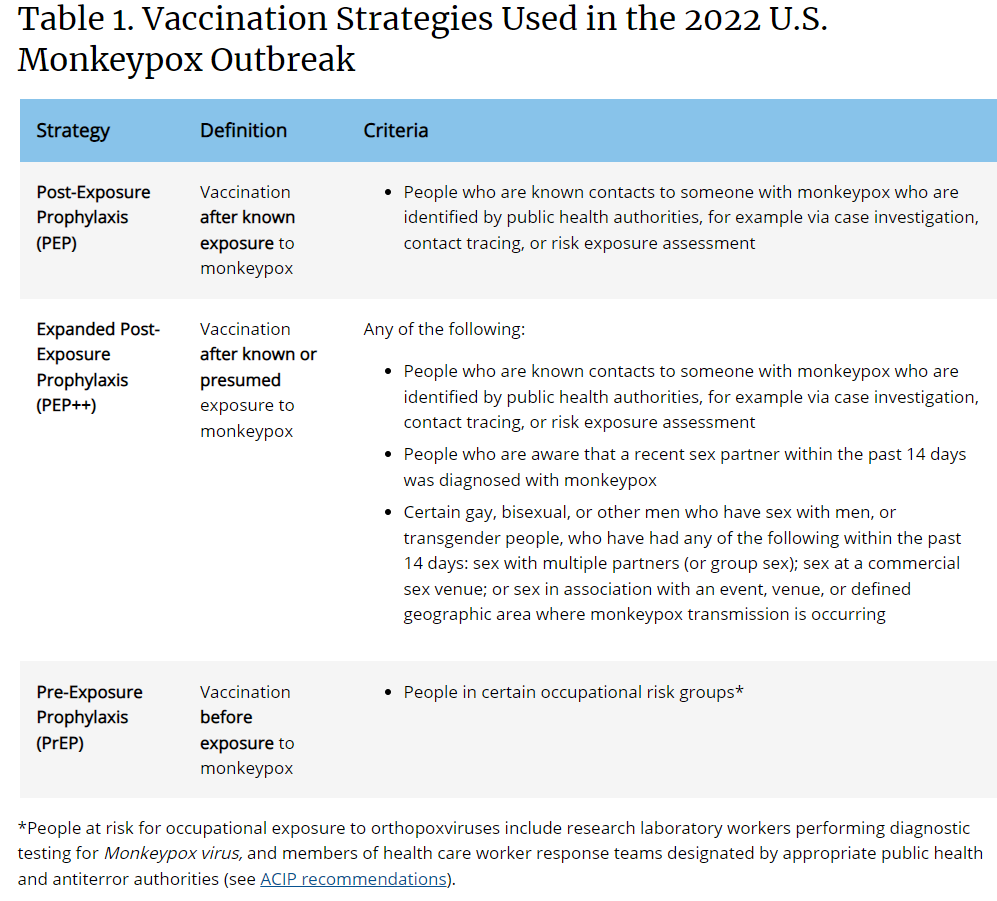 Table 1. Vaccination Strategies Used in the 2022 U.S.
Monkeypox Outbreak
Strategy
Definition
Criteria
Post-Exposure
Prophylaxis
(PEP)
Vaccination
after known
exposure to
monkeypox
• People who are known contacts to someone with monkeypox who are
identified by public health authorities, for example via case investigation,
contact tracing, or risk exposure assessment
Expanded Post-
Exposure
Prophylaxis
(PEP++)
Vaccination
after known or
presumed
exposure to
monkeypox
Any of the following:
• People who are known contacts to someone with monkeypox who are
identified by public health authorities, for example via case investigation,
contact tracing, or risk exposure assessment
• People who are aware that a recent sex partner within the past 14 days
was diagnosed with monkeypox
• Certain gay, bisexual, or other men who have sex with men, or
transgender people, who have had any of the following within the past
14 days: sex with multiple partners (or group sex); sex at a commercial
sex venue; or sex in association with an event, venue, or defined
geographic area where monkeypox transmission is occurring
Pre-Exposure
Prophylaxis
(PrEP)
Vaccination
before
exposure to
monkeypox
• People in certain occupational risk groups*
*People at risk for occupational exposure to orthopoxviruses include research laboratory workers performing diagnostic
testing for Monkeypox virus, and members of health care worker response teams designated by appropriate public health
and antiterror authorities (see ACIP recommendations).